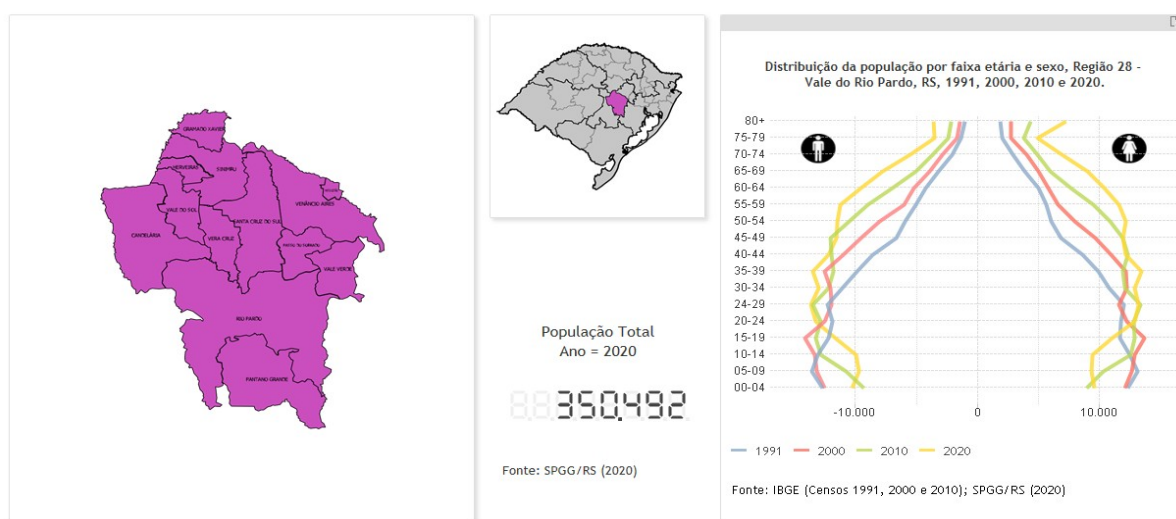 GRAMADO XAVIER
SINIMBU
VENÂNCIO AIRES
VALE DO SOL
SANTA CRUZ DO SUL
CANDELÁRIA
VERA CRUZ
VALE VERDE
RIO PARDO
PANTANO GRANDE
População Total
Ano = 2020
350.492
Fonte: SPGG/RS (2020)
Distribuição da população por faixa etária e sexo, Região 28 -
Vale do Rio Pardo, RS, 1991, 2000, 2010 e 2020.
80+
75-79
70-74
65-69
60-64
55-59
50-54
45-49
40-44
35-39
30-34
24-29
20-24
15-19
10-14
05-09
00-04
-10.000
0
10.000
1991
2000
2010
2020
Fonte: IBGE (Censos 1991, 2000 e 2010); SPGG/RS (2020)